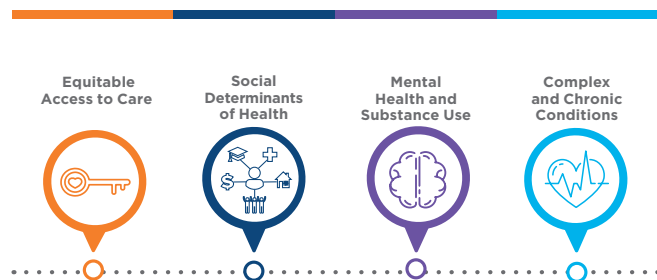 Equitable
Access to Care
Social
Determinants
of Health
Mental
Health and
Substance Use
Complex
and Chronic
Conditions
$